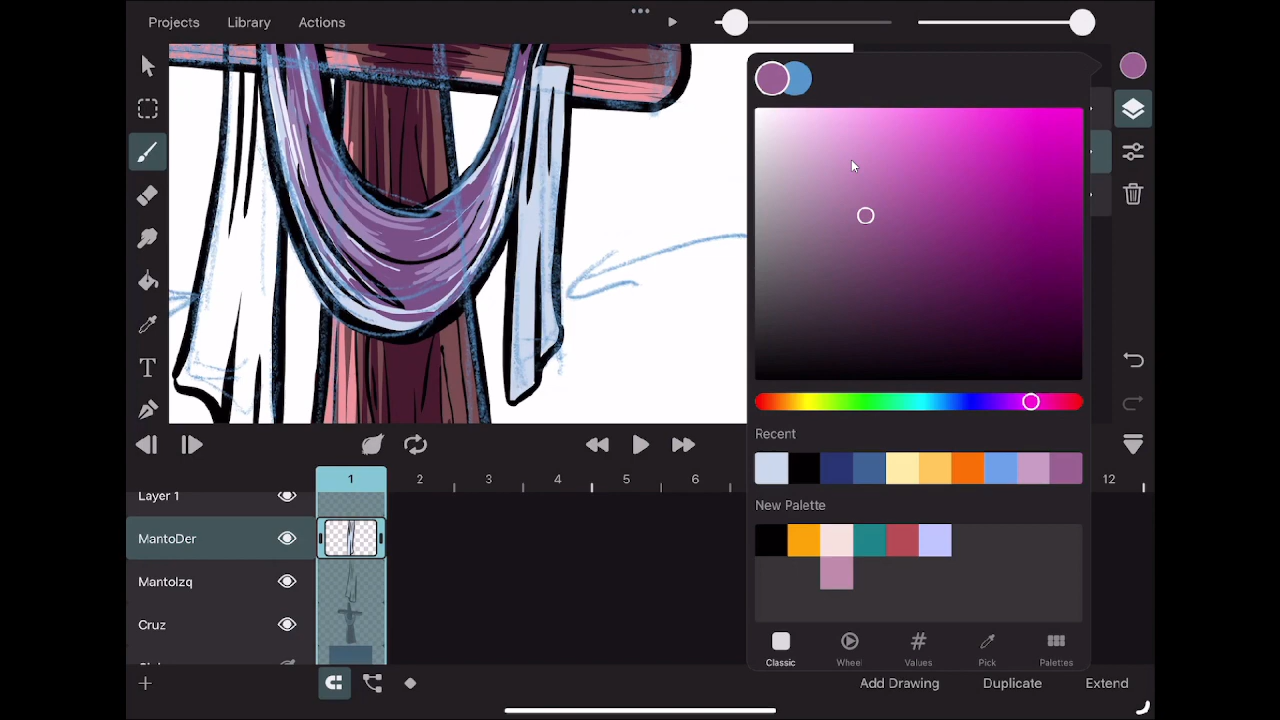 Projects Library Actions
Recent
New Palette
1 2 3 4 5 6 12
Layer 1
MantoDer
MantoIzq
Cruz
Classic Wheel Values Pick Palettes
Add Drawing Duplicate Extend